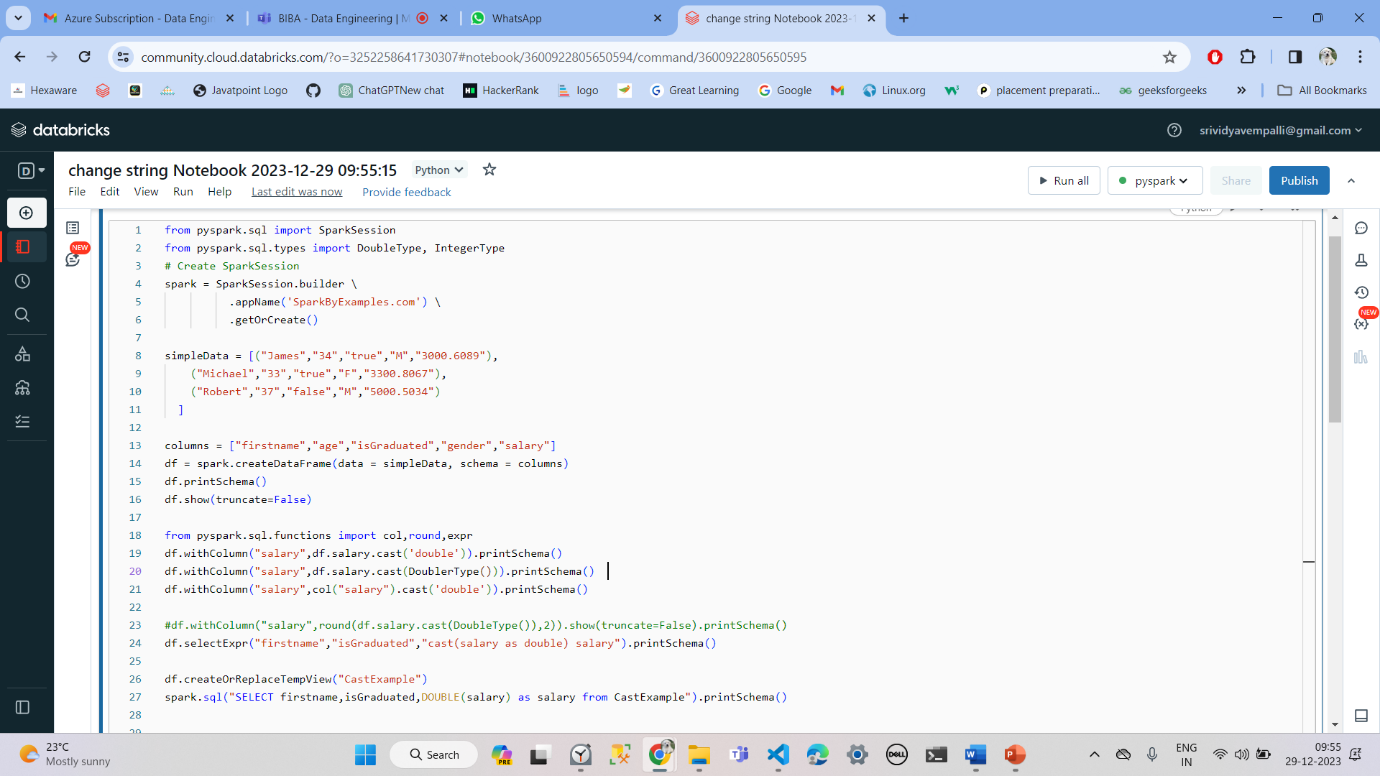 Azure Subscription - Data Engin
BIBA - Data Engineering | M
WhatsApp
change string Notebook 2023-1
community.cloud.databricks.com/?o=3252258641730307#notebook/3600922805650594/command/3600922805650595
Hexaware
Javatpoint Logo
ChatGPTNew chat
HackerRank
logo
Great Learning
Google
Linux.org
placement preparati...
geeksforgeeks
All Bookmarks
databricks
srividyavempalli@gmail.com
D
change string Notebook 2023-12-29 09:55:15
Python
File Edit View Run Help Last edit was now Provide feedback
Run all
pyspark
Share
Publish
NEW
NEW
Python
1 from pyspark.sql import SparkSession
2 from pyspark.sql.types import DoubleType, IntegerType
3 # Create SparkSession
4 spark = SparkSession.builder \
5 .appName('SparkByExamples.com') \
6 .getOrCreate()
7
8 simpleData = [("James","34","true","M","3000.6089"),
9 ("Michael","33","true","F","3300.8067"),
10 ("Robert","37","false","M","5000.5034")
11 ]
12
13 columns = ["firstname","age","isGraduated","gender","salary"]
14 df = spark.createDataFrame(data = simpleData, schema = columns)
15 df.printSchema()
16 df.show(truncate=False)
17
18 from pyspark.sql.functions import col,round,expr
19 df.withColumn("salary",df.salary.cast('double')).printSchema()
20 df.withColumn("salary",df.salary.cast(DoublerType())).printSchema()
21 df.withColumn("salary",col("salary").cast('double')).printSchema()
22
23 #df.withColumn("salary",round(df.salary.cast(DoubleType()),2)).show(truncate=False).printSchema()
24 df.selectExpr("firstname","isGraduated","cast(salary as double) salary").printSchema()
25
26 df.createOrReplaceTempView("CastExample")
27 spark.sql("SELECT firstname,isGraduated,DOUBLE(salary) as salary from CastExample").printSchema()
28
29
23°C
Mostly sunny
Search
PRE
DELL
ENG
IN
09:55
29-12-2023